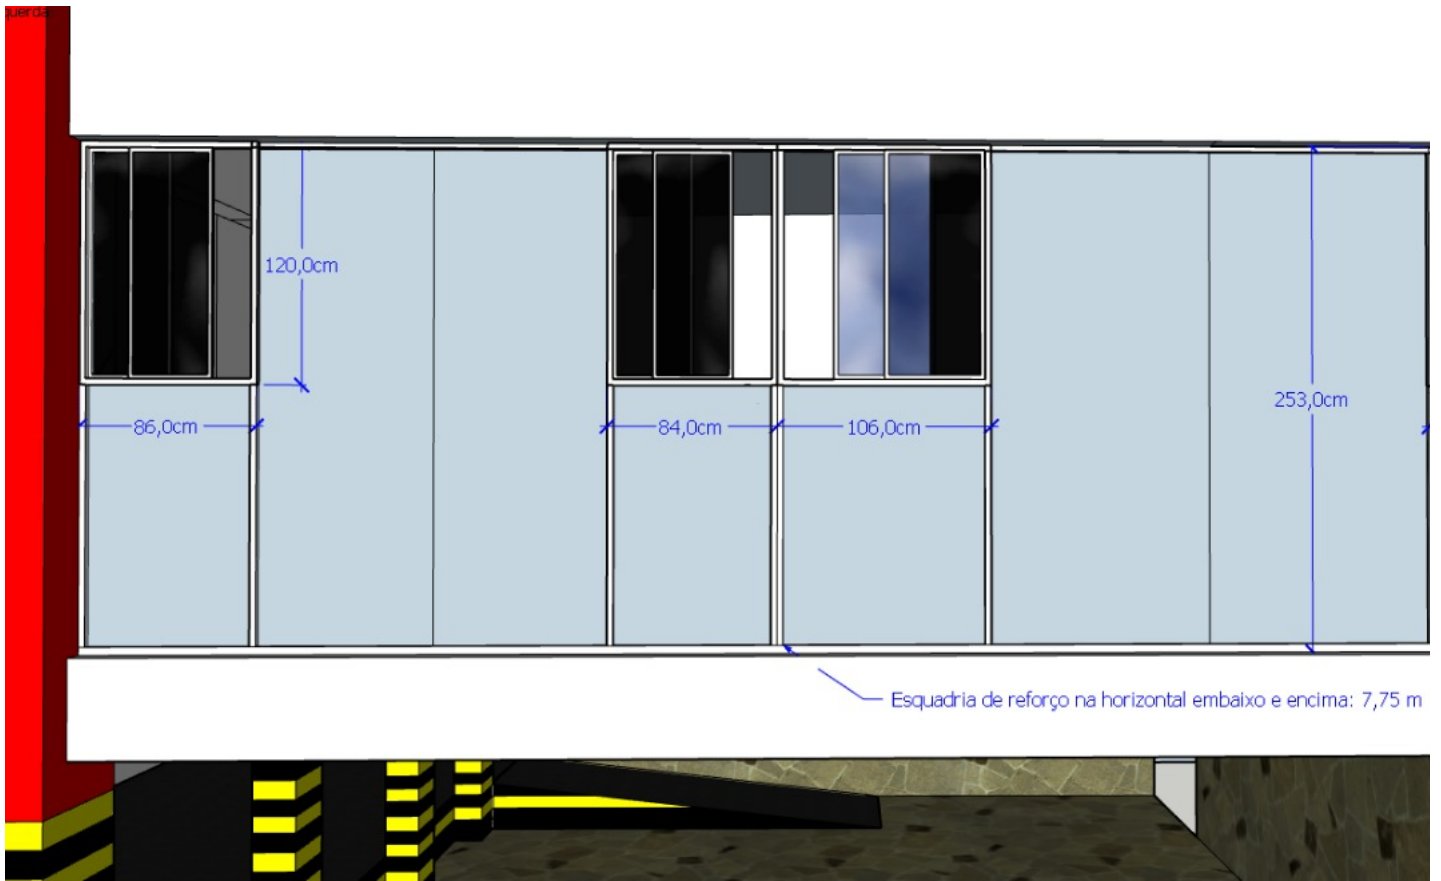 120,0cm
253,0cm
86,0cm
84,0cm
106,0cm
Esquadria de reforço na horizontal embaixo e encima: 7,75 m